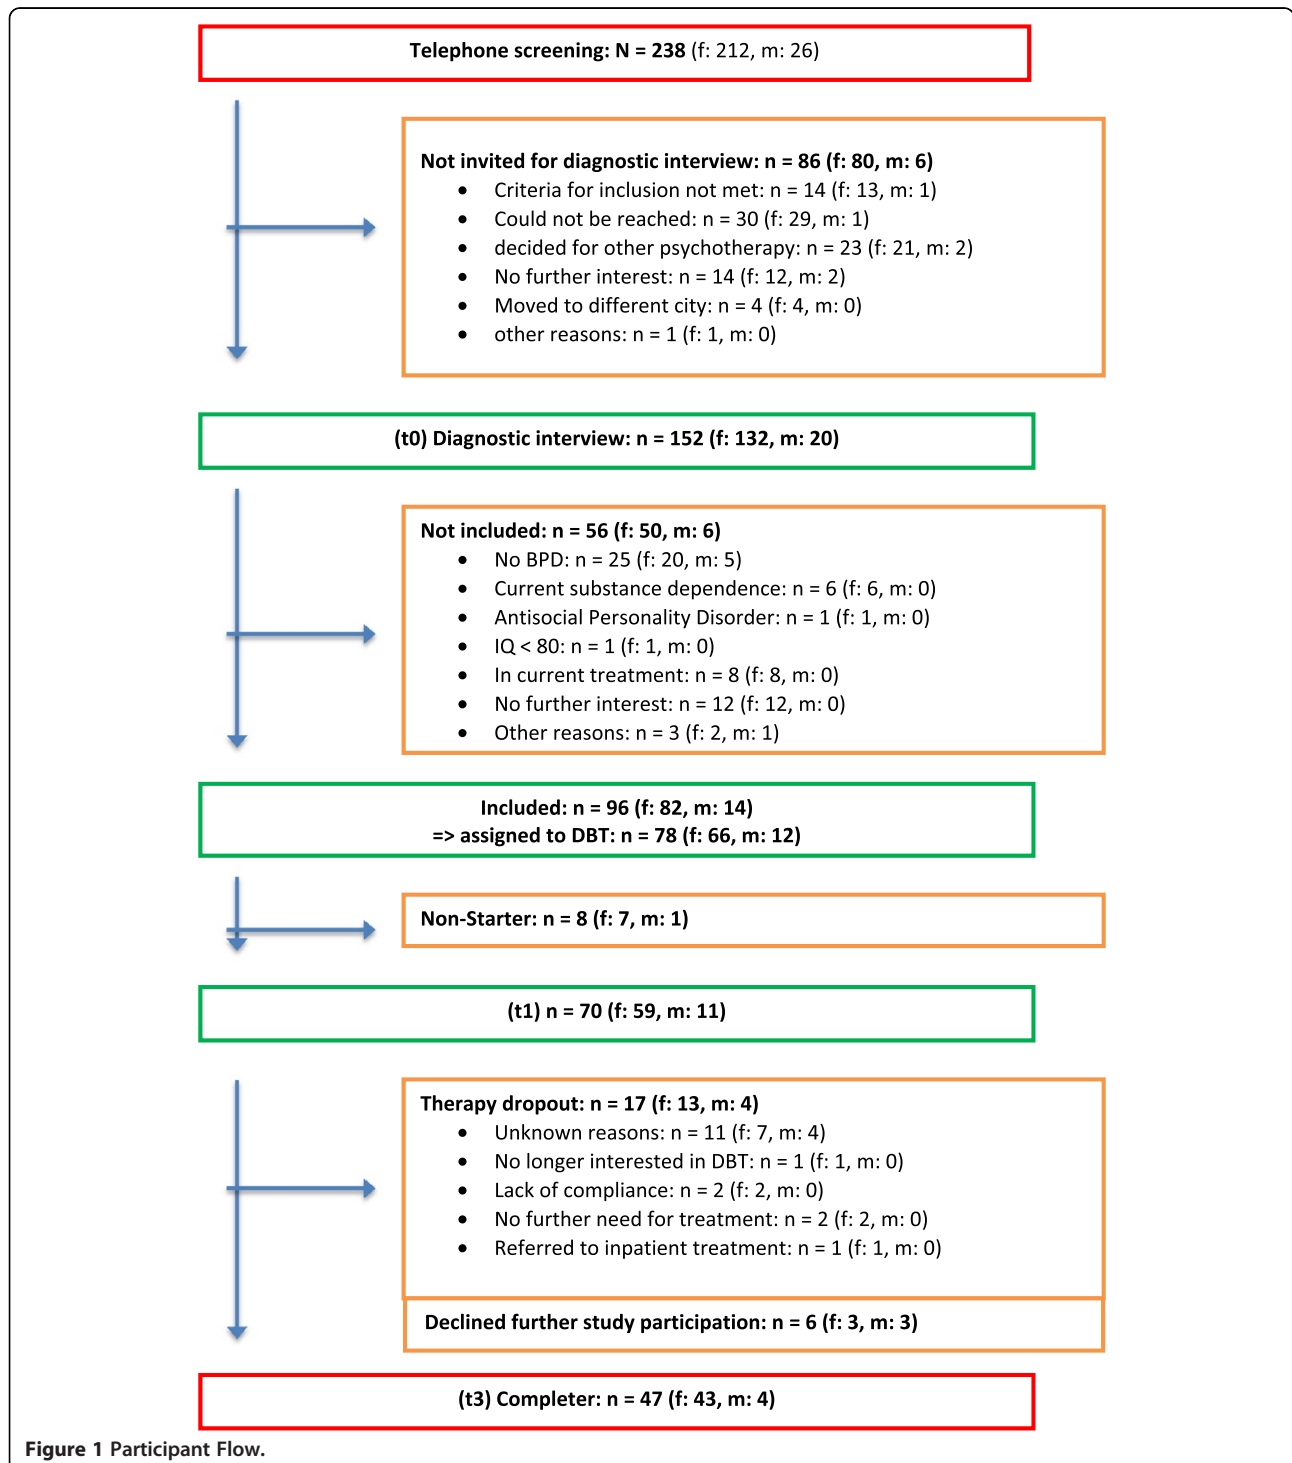 Telephone screening: N = 238 (f: 212, m: 26)
Not invited for diagnostic interview: n = 86 (f: 80, m: 6)
• Criteria for inclusion not met: n = 14 (f: 13, m: 1)
• Could not be reached: n = 30 (f: 29, m: 1)
• decided for other psychotherapy: n = 23 (f: 21, m: 2)
• No further interest: n = 14 (f: 12, m: 2)
• Moved to different city: n = 4 (f: 4, m: 0)
• other reasons: n = 1 (f: 1, m: 0)
(t0) Diagnostic interview: n = 152 (f: 132, m: 20)
Not included: n = 56 (f: 50, m: 6)
• No BPD: n = 25 (f: 20, m: 5)
• Current substance dependence: n = 6 (f: 6, m: 0)
• Antisocial Personality Disorder: n = 1 (f: 1, m: 0)
• IQ < 80: n = 1 (f: 1, m: 0)
• In current treatment: n = 8 (f: 8, m: 0)
• No further interest: n = 12 (f: 12, m: 0)
• Other reasons: n = 3 (f: 2, m: 1)
Included: n = 96 (f: 82, m: 14)
=> assigned to DBT: n = 78 (f: 66, m: 12)
Non-Starter: n = 8 (f: 7, m: 1)
(t1) n = 70 (f: 59, m: 11)
Therapy dropout: n = 17 (f: 13, m: 4)
• Unknown reasons: n = 11 (f: 7, m: 4)
• No longer interested in DBT: n = 1 (f: 1, m: 0)
• Lack of compliance: n = 2 (f: 2, m: 0)
• No further need for treatment: n = 2 (f: 2, m: 0)
• Referred to inpatient treatment: n = 1 (f: 1, m: 0)
Declined further study participation: n = 6 (f: 3, m: 3)
(t3) Completer: n = 47 (f: 43, m: 4)
Figure 1 Participant Flow.